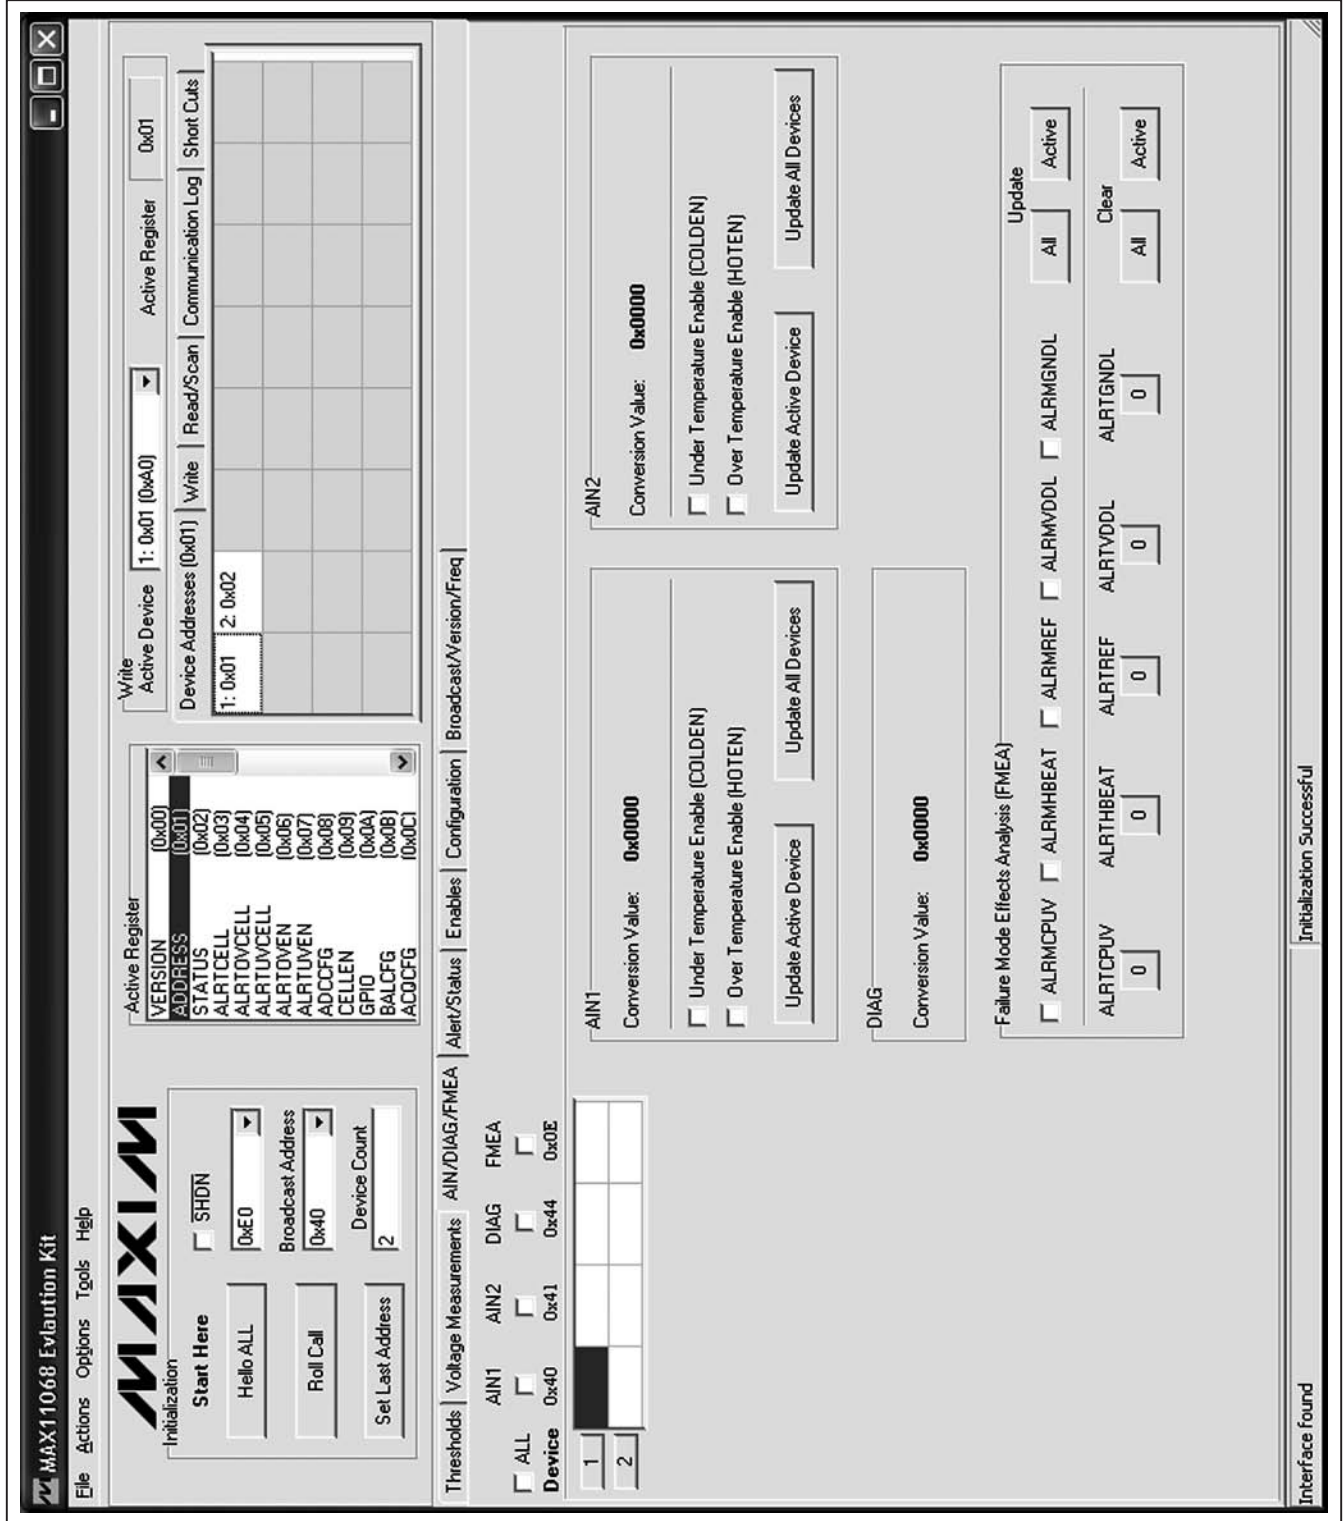 MAX11068 Evlaution Kit
File Actions Options Tools Help
MAXIM
Initialization
Start Here
SHDN
Hello ALL
0xE0
Broadcast Address
Roll Call
0x40
Device Count
Set Last Address
2
Active Register
VERSION (0x00)
ADDRESS (0x01)
STATUS (0x02)
ALRTCELL (0x03)
ALRTOVCELL (0x04)
ALRTUVCELL (0x05)
ALRTOVEN (0x06)
ALRTUVEN (0x07)
ADCCFG (0x08)
CELLEN (0x09)
GPIO (0x0A)
BALCFG (0x0B)
ACQCFG (0x0C)
Write
Active Device 1: 0x01 (0xA0) Active Register 0x01
Device Addresses (0x01) Write Read/Scan Communication Log Short Cuts
1: 0x01 2: 0x02
Thresholds Voltage Measurements AIN/DIAG/FMEA Alert/Status Enables Configuration Broadcast/Version/Freq
AIN1 AIN2 DIAG FMEA
ALL
Device 0x40 0x41 0x44 0x0E
1
2
AIN1
Conversion Value: 0x0000
Under Temperature Enable (COLDEN)
Over Temperature Enable (HOTEN)
Update Active Device Update All Devices
AIN2
Conversion Value: 0x0000
Under Temperature Enable (COLDEN)
Over Temperature Enable (HOTEN)
Update Active Device Update All Devices
DIAG
Conversion Value: 0x0000
Failure Mode Effects Analysis (FMEA)
Update
ALRMCPUV ALRMHBEAT ALRMREF ALRMVDDL ALRMGNDL All Active
Clear
ALRTCPUV ALRTHBEAT ALRTREF ALRTVDDL ALRTGNDL
0 0 0 0 0 All Active
Interface Found Initialization Successful